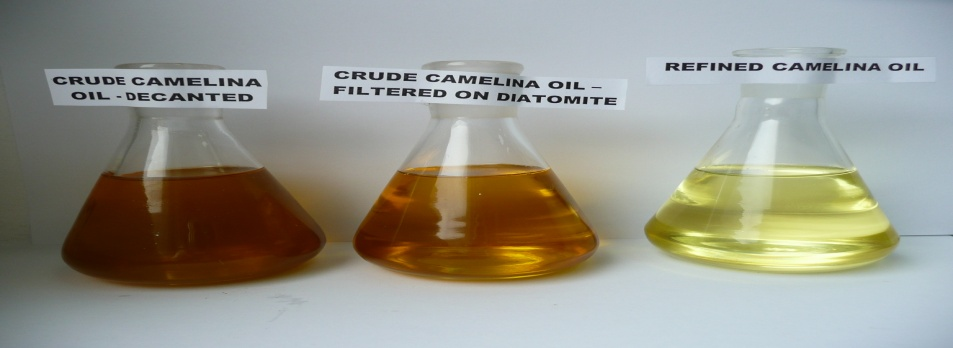 CRUDE CAMELINA
OIL - DECANTED
CRUDE CAMELINA OIL –
FILTERED ON DIATOMITE
REFINED CAMELINA OIL